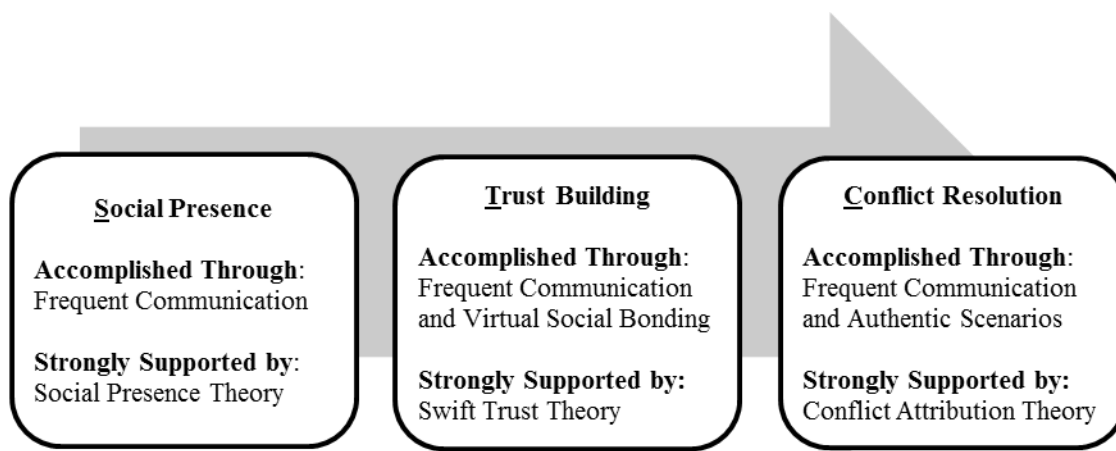 Social Presence
Accomplished Through:
Frequent Communication
Strongly Supported by:
Social Presence Theory
Trust Building
Accomplished Through:
Frequent Communication
and Virtual Social Bonding
Strongly Supported by:
Swift Trust Theory
Conflict Resolution
Accomplished Through:
Frequent Communication
and Authentic Scenarios
Strongly Supported by:
Conflict Attribution Theory